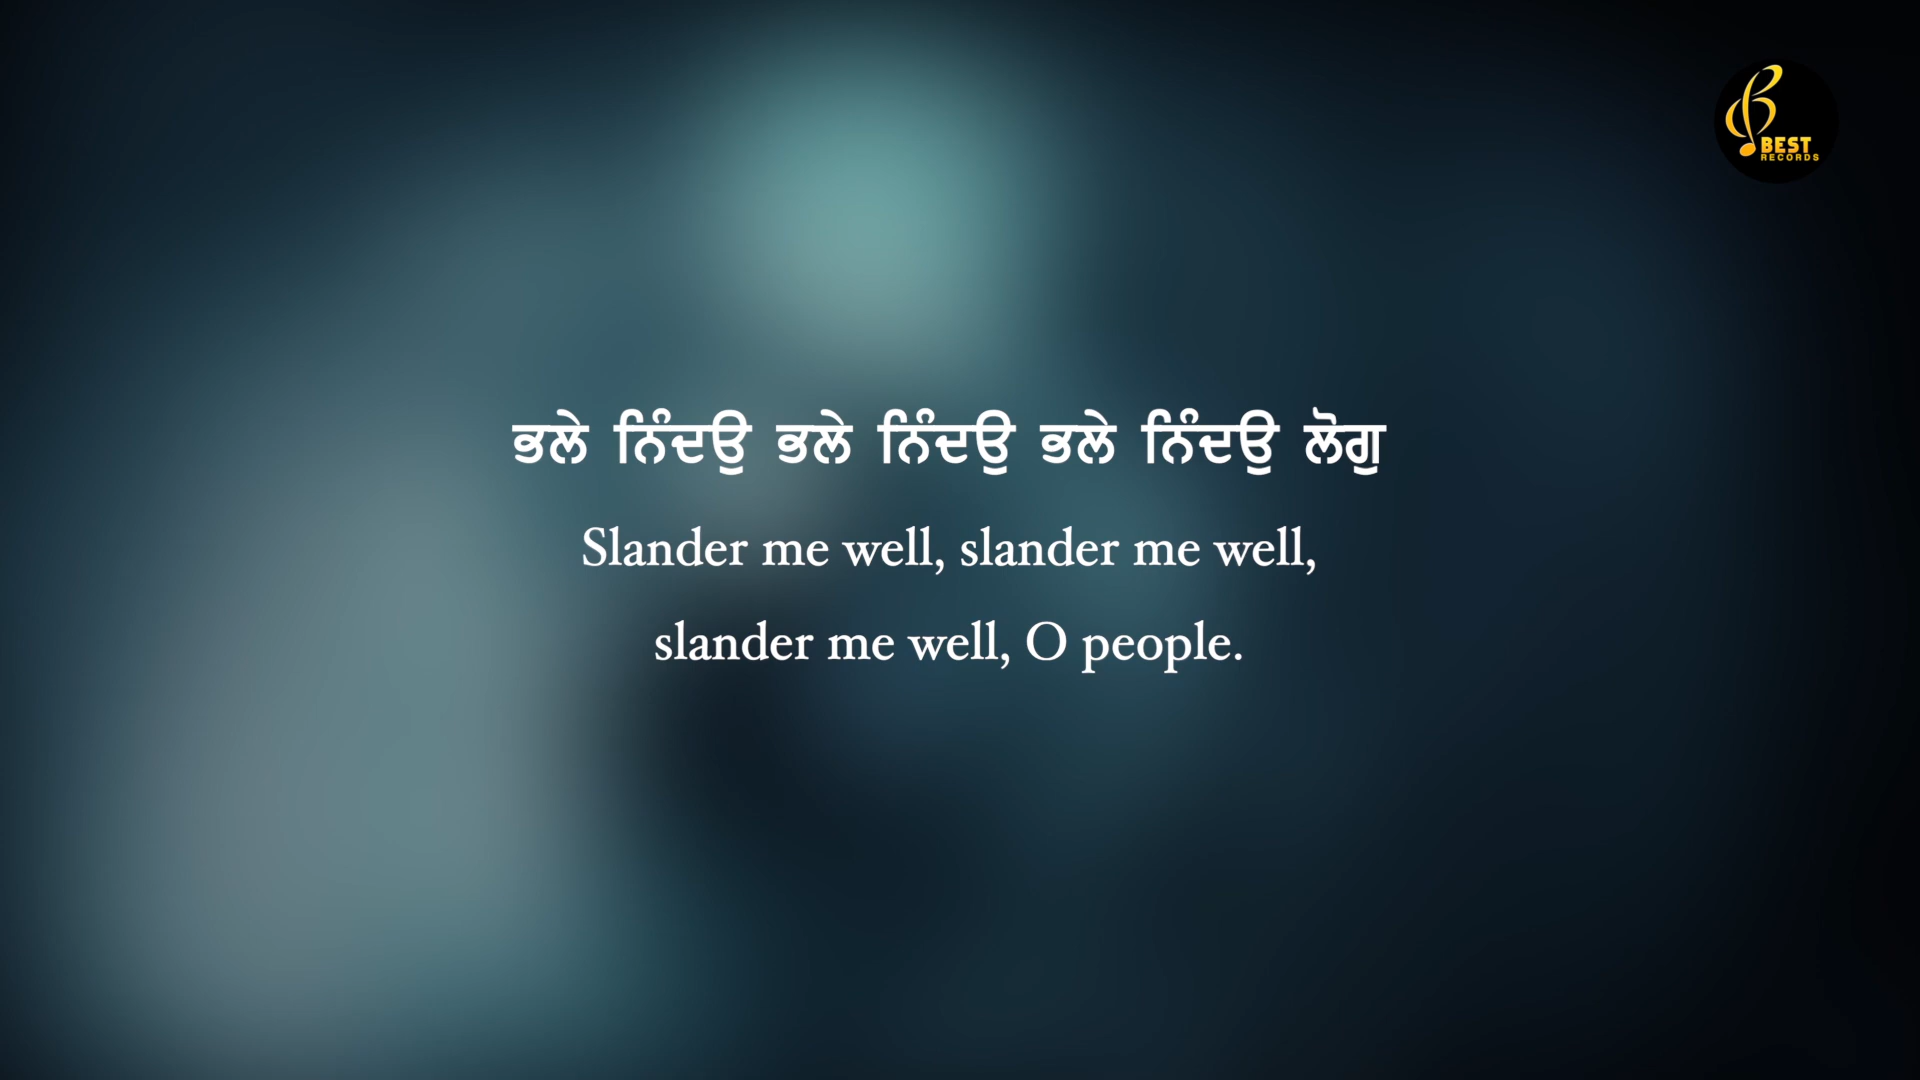 BEST
RECORDS
ਭਲੇ ਨਿੰਦਉ ਭਲੇ ਨਿੰਦਉ ਭਲੇ ਨਿੰਦਉ ਲੋਗੁ
Slander me well, slander me well,
slander me well, O people.